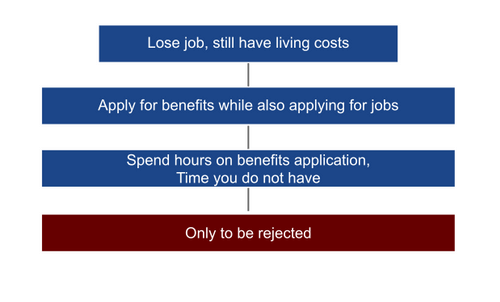 Lose job, still have living costs
Apply for benefits while also applying for jobs
Spend hours on benefits application,
Time you do not have
Only to be rejected